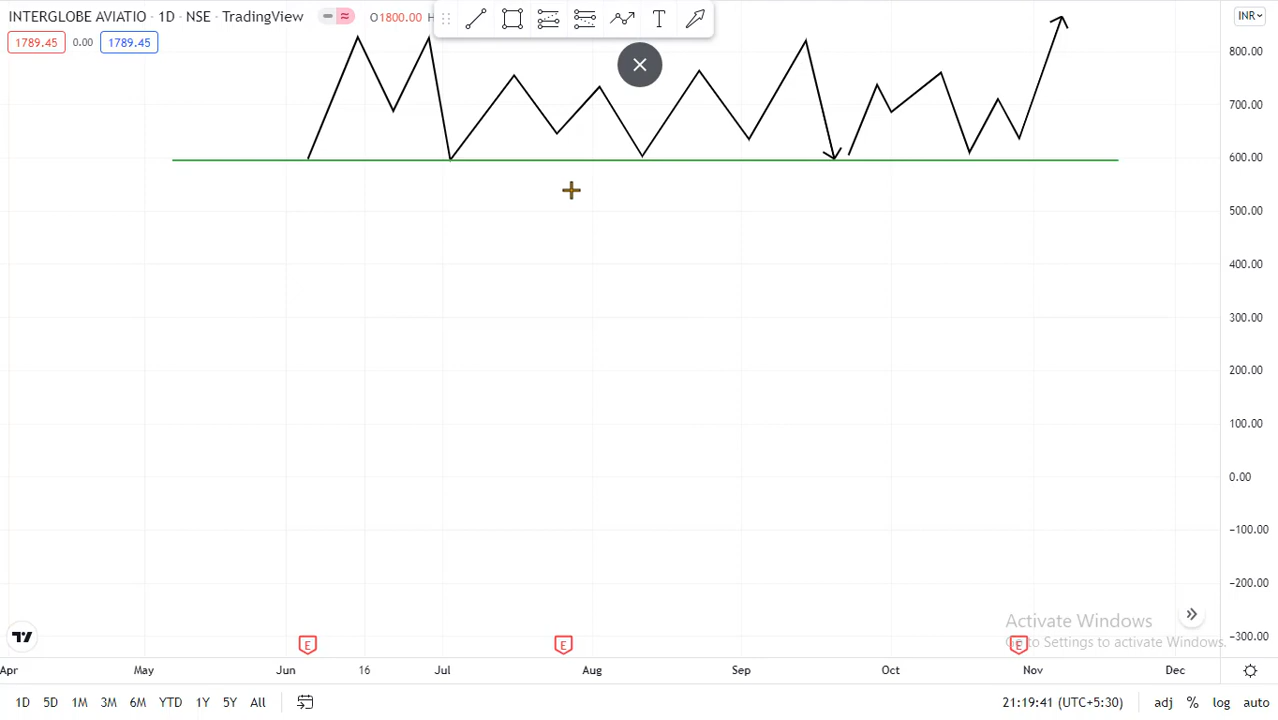 INTERGLOBE AVIATIO · 1D · NSE · TradingView
O1800.00 H
INR
1789.45 0.00 1789.45
T
800.00
700.00
600.00
500.00
400.00
300.00
200.00
100.00
0.00
−100.00
−200.00
−300.00
Activate Windows
Go to Settings to activate Windows.
E E E
Apr May Jun 16 Jul Aug Sep Oct Nov Dec
1D 5D 1M 3M 6M YTD 1Y 5Y All
21:19:41 (UTC+5:30) adj % log auto